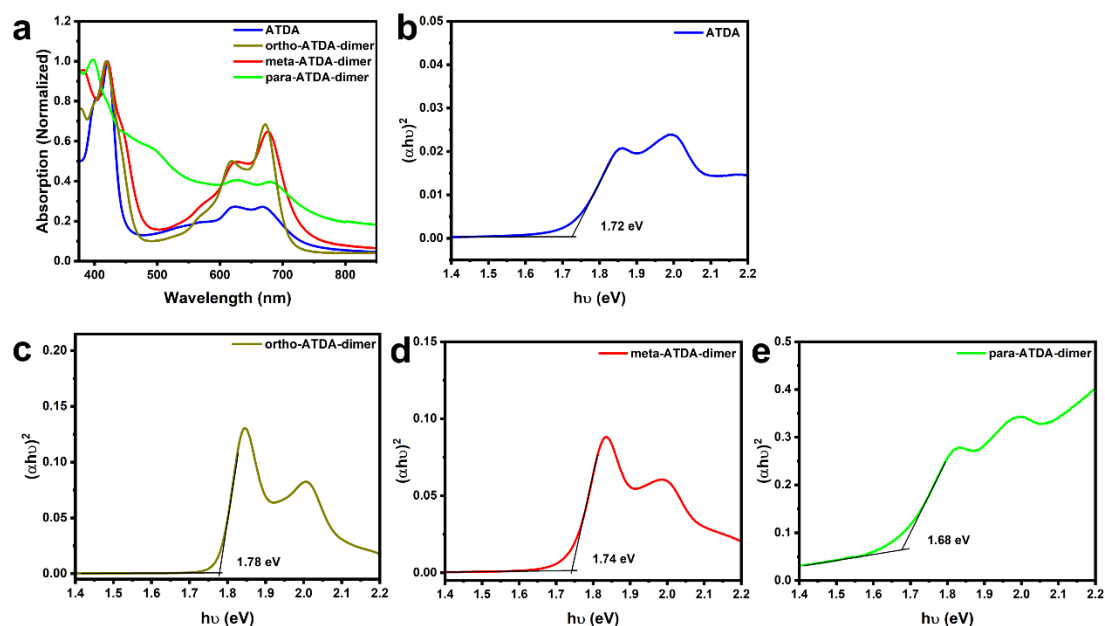 a
1.2
1.0
0.8
0.6
0.4
0.2
0.0
Absorption (Normalized)
400 500 600 700 800
Wavelength (nm)
ATDA
ortho-ATDA-dimer
meta-ATDA-dimer
para-ATDA-dimer
b
0.05
0.04
0.03
0.02
0.01
0.00
(αhυ)²
1.4 1.5 1.6 1.7 1.8 1.9 2.0 2.1 2.2
hυ (eV)
ATDA
1.72 eV
c
0.20
0.15
0.10
0.05
0.00
(αhυ)²
1.4 1.5 1.6 1.7 1.8 1.9 2.0 2.1 2.2
hυ (eV)
ortho-ATDA-dimer
1.78 eV
d
0.15
0.10
0.05
0.00
(αhυ)²
1.4 1.5 1.6 1.7 1.8 1.9 2.0 2.1 2.2
hυ (eV)
meta-ATDA-dimer
1.74 eV
e
0.5
0.4
0.3
0.2
0.1
0.0
(αhυ)²
1.4 1.5 1.6 1.7 1.8 1.9 2.0 2.1 2.2
hυ (eV)
para-ATDA-dimer
1.68 eV